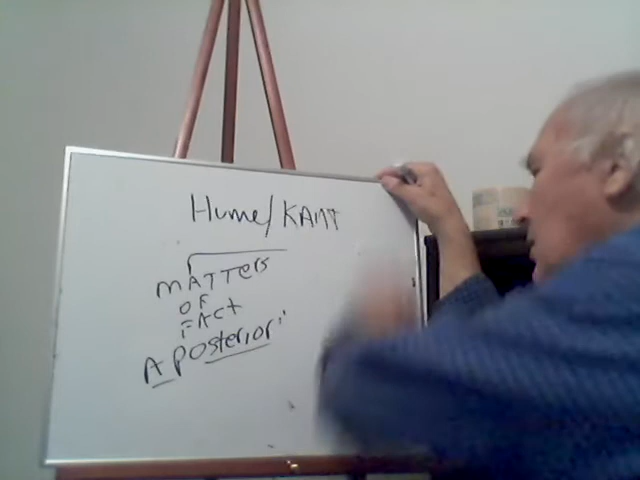 Hume/KANT
MATTERS
OF
FACT
A Posteriori